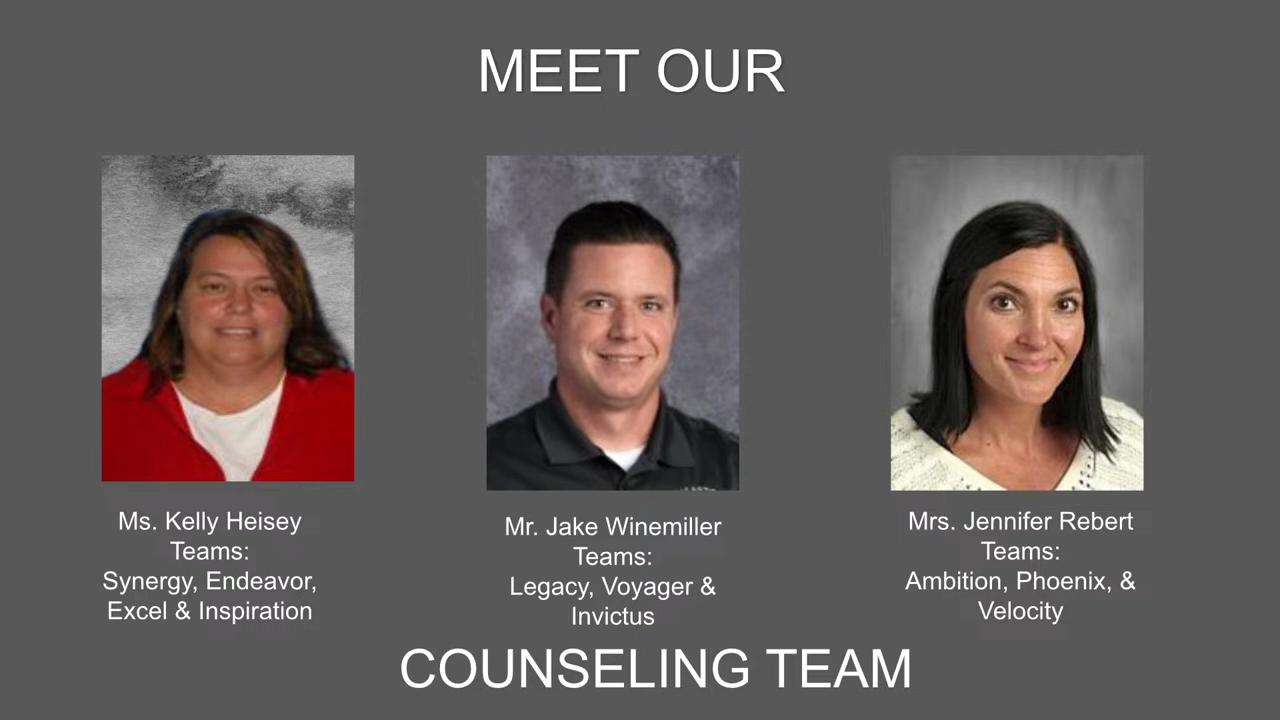 MEET OUR
Ms. Kelly Heisey
Teams:
Synergy, Endeavor,
Excel & Inspiration
Mr. Jake Winemiller
Teams:
Legacy, Voyager &
Invictus
Mrs. Jennifer Rebert
Teams:
Ambition, Phoenix, &
Velocity
COUNSELING TEAM